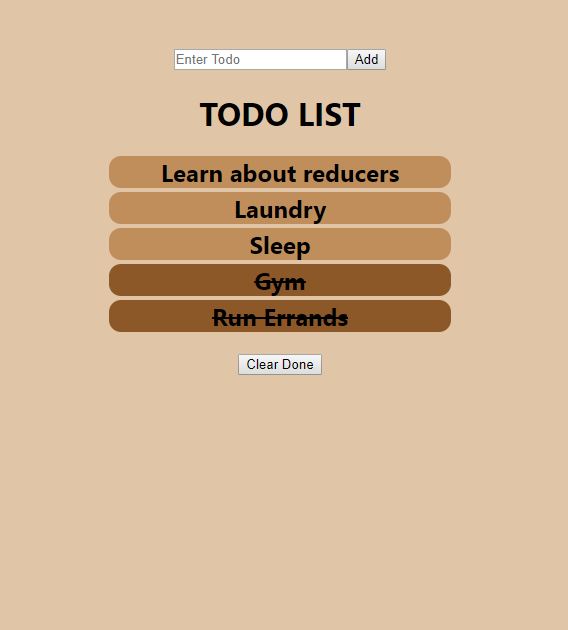 Enter Todo Add
TODO LIST
Learn about reducers
Laundry
Sleep
Gym
Run Errands
Clear Done